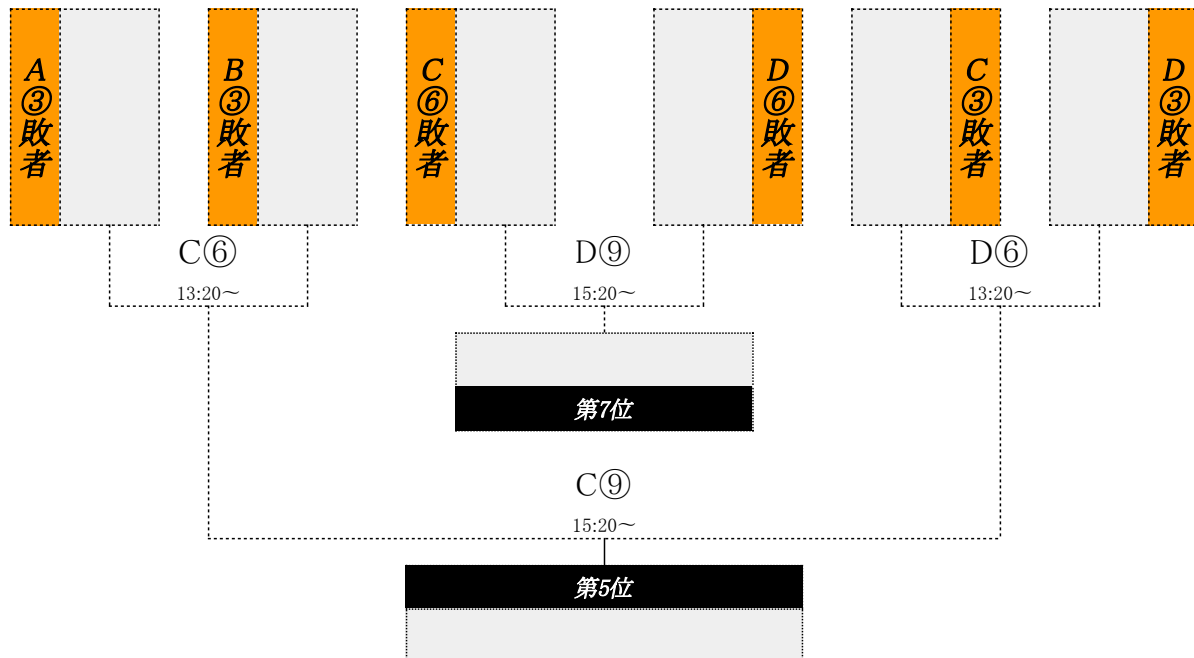 A③敗者
B③敗者
C⑥敗者
D⑥敗者
C③敗者
D③敗者
C⑥
D⑨
D⑥
13:20～
15:20～
13:20～
第7位
C⑨
15:20～
第5位